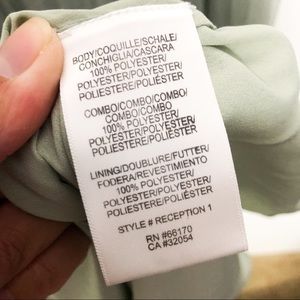 BODY/COQUILLE/SCHALE/
CONCHIGLIA/CASCARA
100% POLYESTER/
POLYESTER/POLYESTER/
POLIESTERE/POLIÉSTER
COMBO/COMBO/COMBO/
COMBO/COMBO
100% POLYESTER/
POLYESTER/POLYESTER/
POLIESTERE/POLIÉSTER
LINING/DOUBLURE/FUTTER/
FODERA/REVESTIMIENTO
100% POLYESTER/
POLYESTER/POLYESTER/
POLIESTERE/POLIÉSTER
STYLE # RECEPTION 1
RN #66170
CA #32054